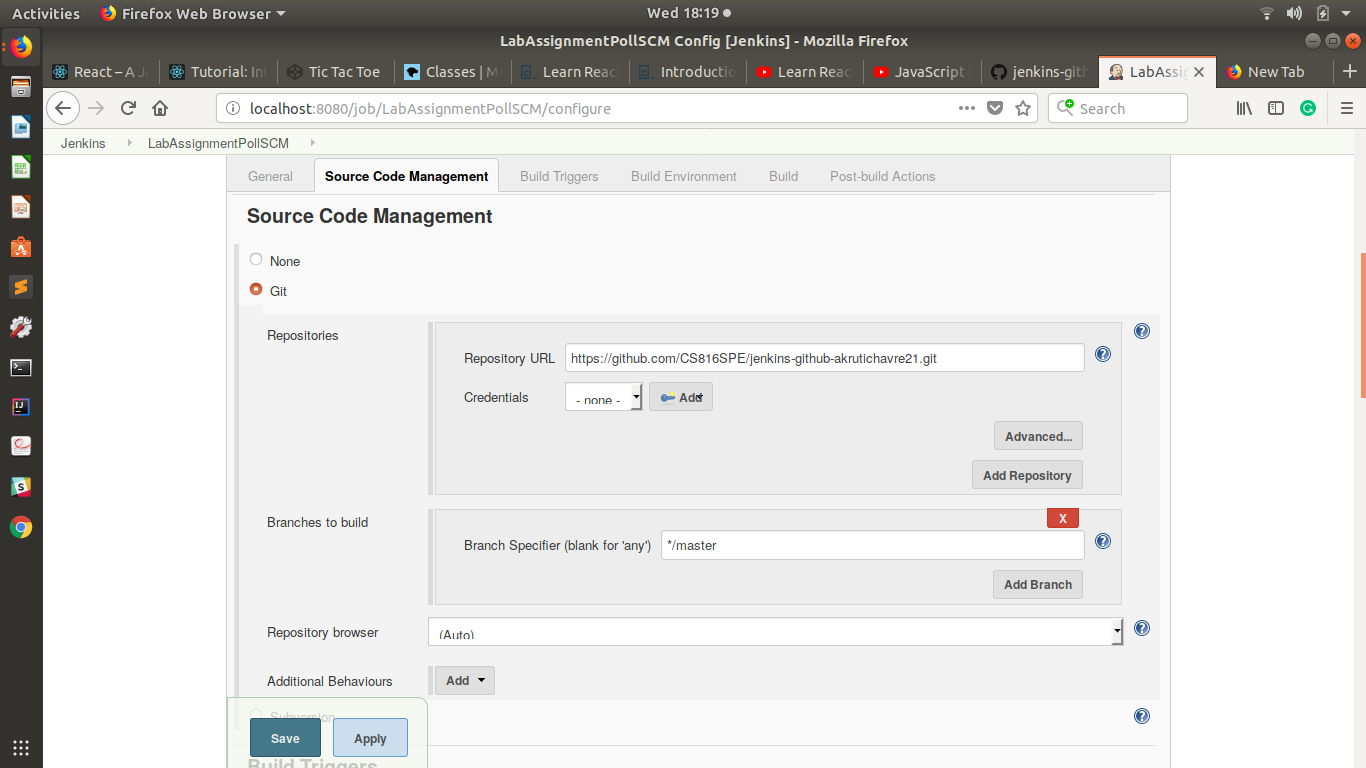 Activities Firefox Web Browser Wed 18:19
LabAssignmentPollSCM Config [Jenkins] - Mozilla Firefox
React – A Ja Tutorial: In Tic Tac Toe Classes | M Learn Reac Introductio Learn Reac JavaScript jenkins-gith LabAssig New Tab
localhost:8080/job/LabAssignmentPollSCM/configure Search
Jenkins LabAssignmentPollSCM
General Source Code Management Build Triggers Build Environment Build Post-build Actions
Source Code Management
None
Git
Repositories
Repository URL https://github.com/CS816SPE/jenkins-github-akrutichavre21.git
Credentials - none - Add
Advanced...
Add Repository
Branches to build X
Branch Specifier (blank for 'any') */master
Add Branch
Repository browser (Auto)
Additional Behaviours Add
Subversion
Save Apply
Build Triggers